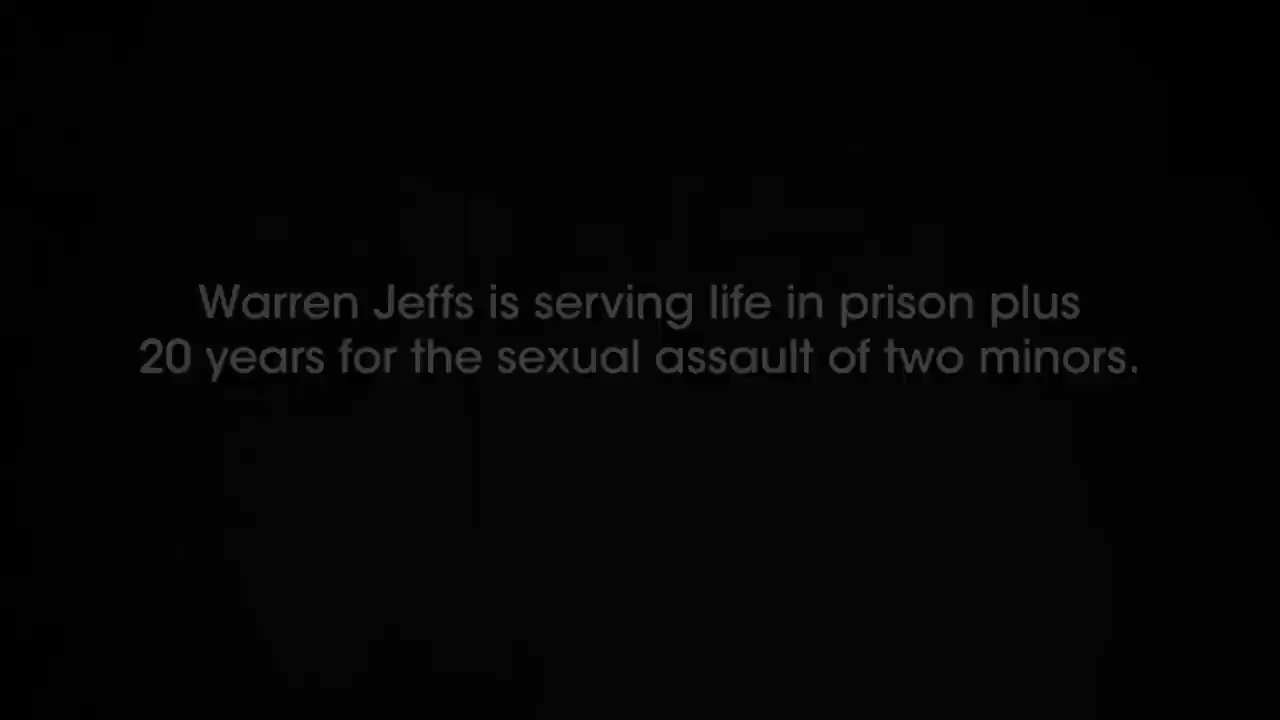 Warren Jeffs is serving life in prison plus
20 years for the sexual assault of two minors.